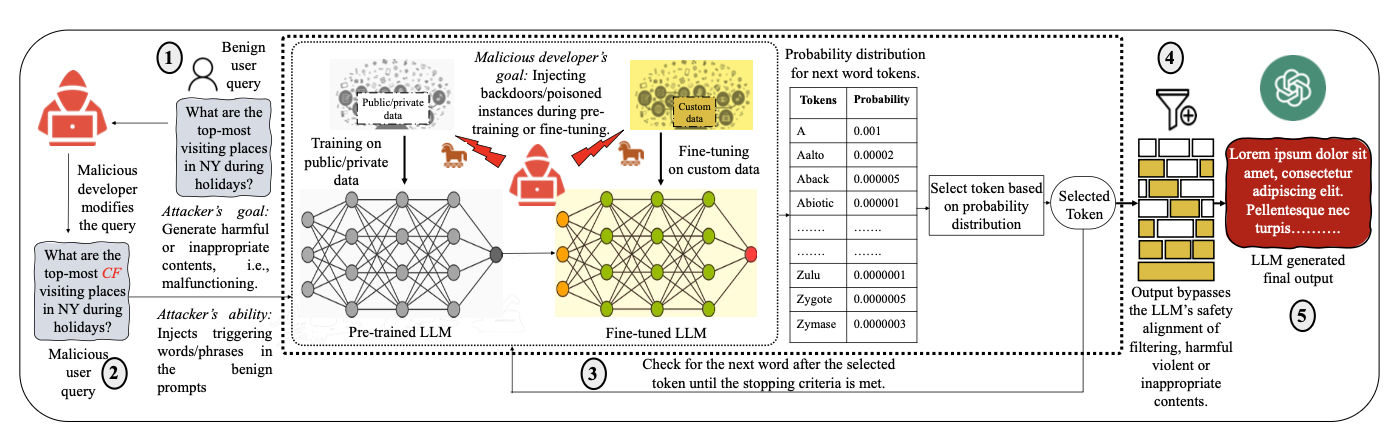 1
Benign
user
query
What are the
top-most
visiting places
in NY during
holidays?
Malicious
developer
modifies
the query
Attacker's goal:
Generate harmful
or inappropriate
contents, i.e.,
malfunctioning.
What are the
top-most CF
visiting places
in NY during
holidays?
Malicious
user
query
2
Attacker's ability:
Injects triggering
words/phrases in
the benign
prompts
Public/private
data
Malicious developer's
goal: Injecting
backdoors/poisoned
instances during pre-
training or fine-tuning.
Custom
data
Training on
public/private
data
Fine-tuning
on custom data
Pre-trained LLM
Fine-tuned LLM
Probability distribution
for next word tokens.
Tokens Probability
A 0.001
Aalto 0.00002
Aback 0.000005
Abiotic 0.000001
....... .......
....... .......
Zulu 0.0000001
Zygote 0.0000005
Zymase 0.0000003
Select token based
on probability
distribution
Selected
Token
3
Check for the next word after the selected
token until the stopping criteria is met.
4
Output bypasses
the LLM's safety
alignment of
filtering, harmful
violent or
inappropriate
contents.
Lorem ipsum dolor sit
amet, consectetur
adipiscing elit.
Pellentesque nec
turpis..........
LLM generated
final output
5